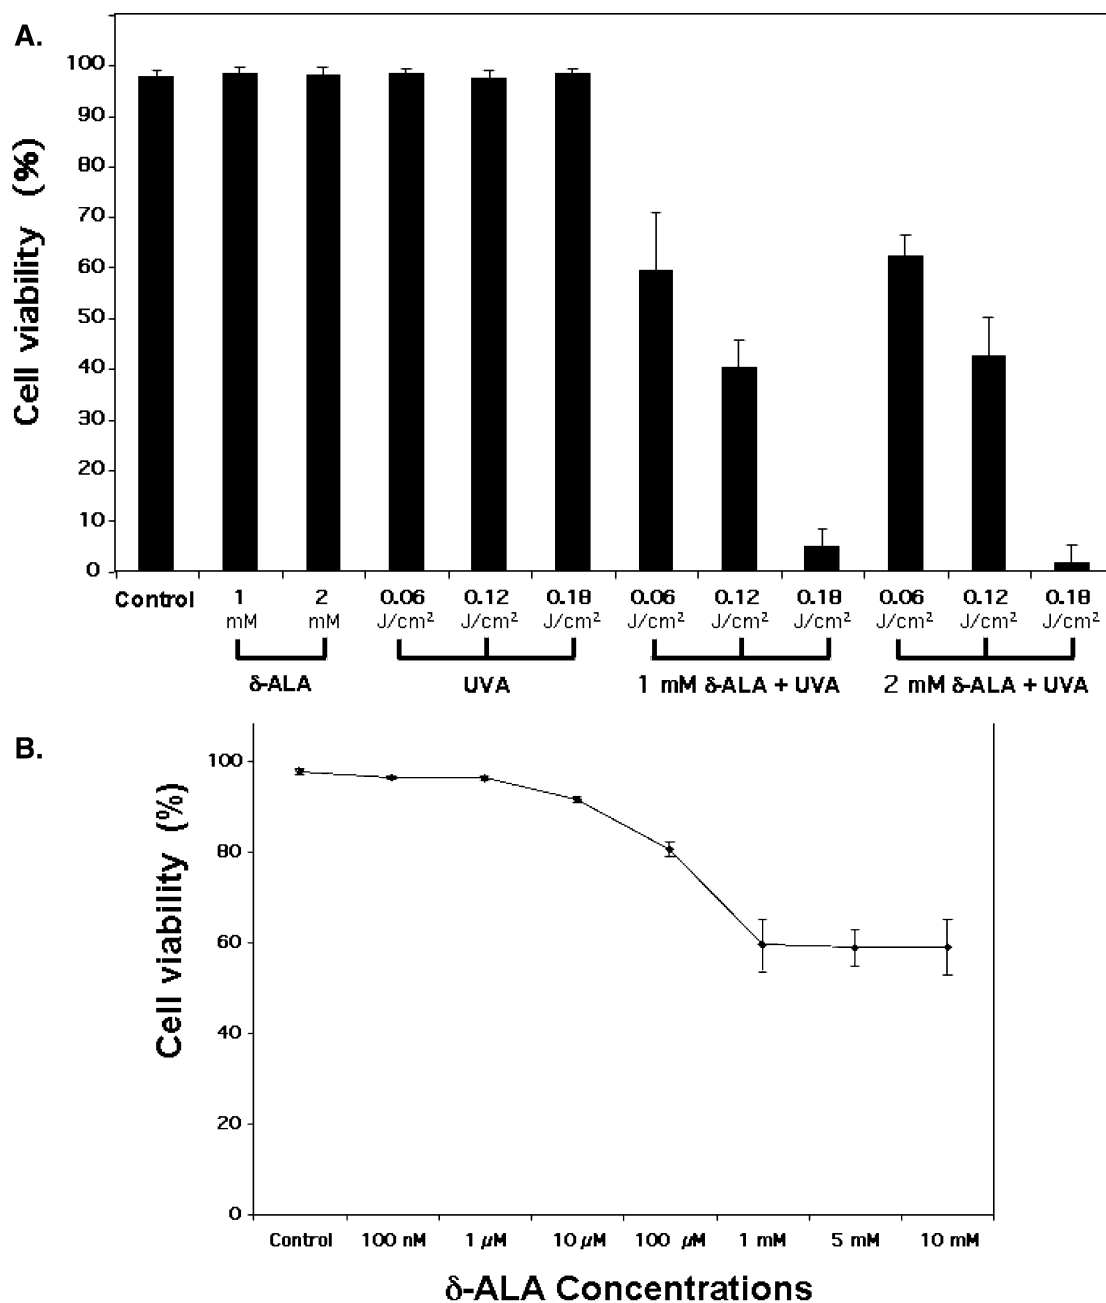 A.
Cell viability (%)
100
90
80
70
60
50
40
30
20
10
0
Control 1 2 0.06 0.12 0.18 0.06 0.12 0.18 0.06 0.12 0.18
mM mM J/cm² J/cm² J/cm² J/cm² J/cm² J/cm² J/cm² J/cm² J/cm²
δ-ALA UVA 1 mM δ-ALA + UVA 2 mM δ-ALA + UVA
B.
Cell viability (%)
100
80
60
40
20
0
Control 100 nM 1 µM 10 µM 100 µM 1 mM 5 mM 10 mM
δ-ALA Concentrations